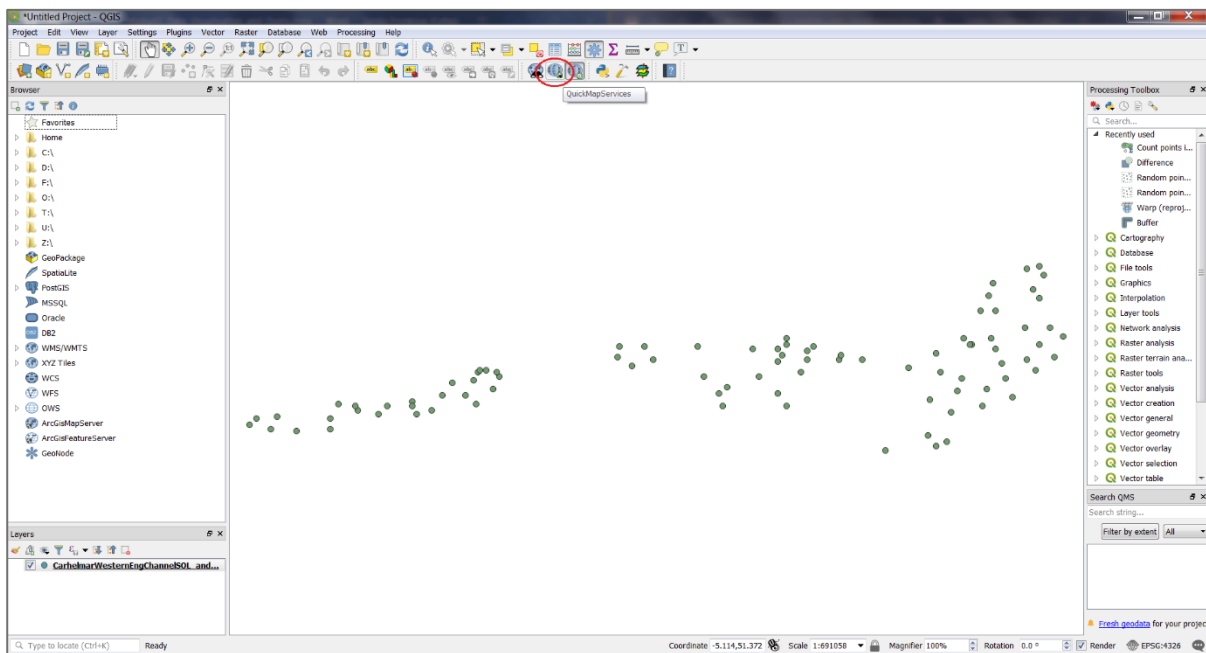 *Untitled Project - QGIS
Project Edit View Layer Settings Plugins Vector Raster Database Web Processing Help
QuickMapServices
Browser
Favorites
Home
C:\
D:\
F:\
O:\
T:\
U:\
Z:\
GeoPackage
SpatiaLite
PostGIS
MSSQL
Oracle
DB2
WMS/WMTS
XYZ Tiles
WCS
WFS
OWS
ArcGisMapServer
ArcGisFeatureServer
GeoNode
Layers
CarhelmarWesternEngChannelSOL_and...
Processing Toolbox
Search...
Recently used
Count points i...
Difference
Random poin...
Random poin...
Warp (reproj...
Buffer
Cartography
Database
File tools
Graphics
Interpolation
Layer tools
Network analysis
Raster analysis
Raster terrain ana...
Raster tools
Vector analysis
Vector creation
Vector general
Vector geometry
Vector overlay
Vector selection
Vector table
Search QMS
Search string...
Filter by extent All
Fresh geodata for your projec
Type to locate (Ctrl+K) Ready Coordinate -5.114,51.372 Scale 1:691058 Magnifier 100% Rotation 0.0 ° Render EPSG:4326